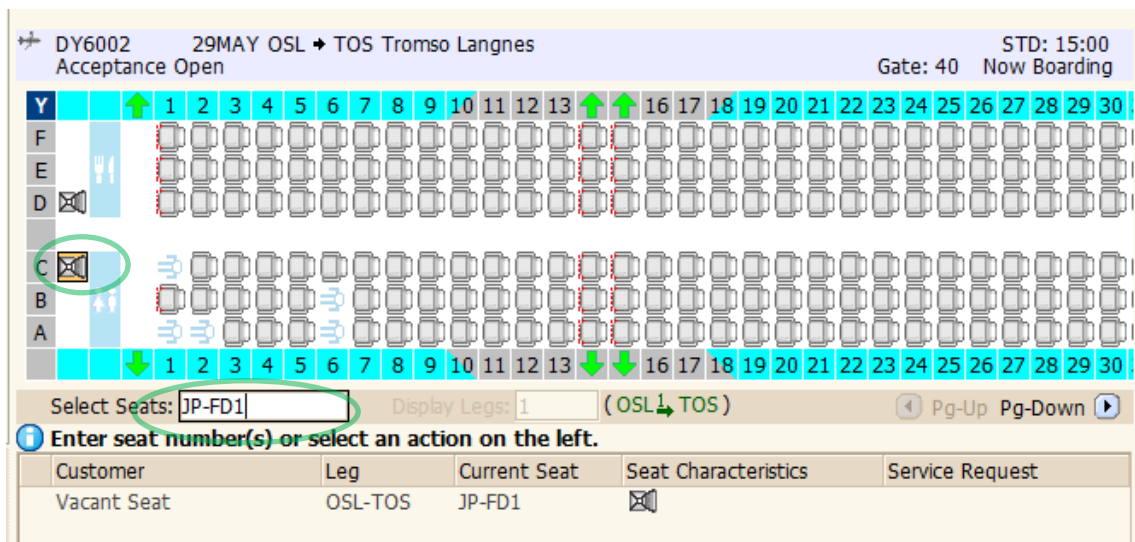 DY6002 29MAY OSL → TOS Tromso Langnes STD: 15:00
Acceptance Open Gate: 40 Now Boarding
Y 1 2 3 4 5 6 7 8 9 10 11 12 13 16 17 18 19 20 21 22 23 24 25 26 27 28 29 30
F
E
D
C
B
A
1 2 3 4 5 6 7 8 9 10 11 12 13 16 17 18 19 20 21 22 23 24 25 26 27 28 29 30
Select Seats: JP-FD1 Display Legs: 1 (OSL 1→ TOS) Pg-Up Pg-Down
Enter seat number(s) or select an action on the left.
Customer Leg Current Seat Seat Characteristics Service Request
Vacant Seat OSL-TOS JP-FD1